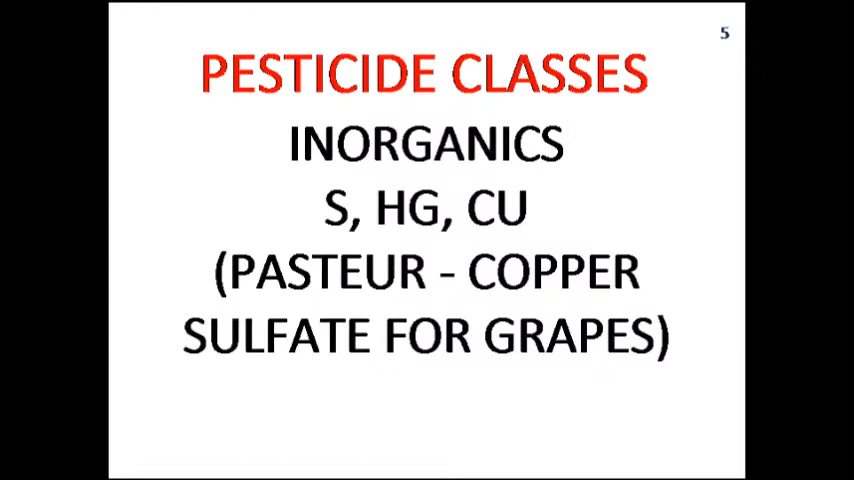 5
PESTICIDE CLASSES
INORGANICS
S, HG, CU
(PASTEUR - COPPER
SULFATE FOR GRAPES)